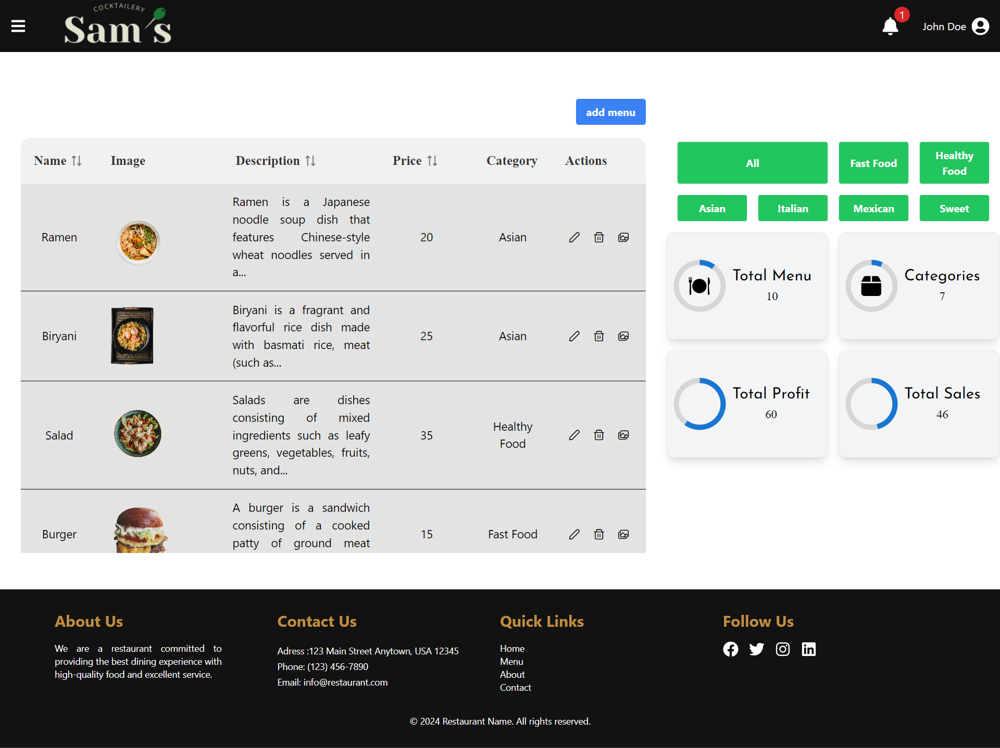 COCKTAILERY
Sam's
1
John Doe
add menu
Name
Image
Description
Price
Category
Actions
Ramen
Ramen is a Japanese
noodle soup dish that
features Chinese-style
wheat noodles served in
a...
20
Asian
Biryani
Biryani is a fragrant and
flavorful rice dish made
with basmati rice, meat
(such as...
25
Asian
Salad
Salads are dishes
consisting of mixed
ingredients such as leafy
greens, vegetables, fruits,
nuts, and...
35
Healthy
Food
Burger
A burger is a sandwich
consisting of a cooked
patty of ground meat
15
Fast Food
All
Fast Food
Healthy
Food
Asian
Italian
Mexican
Sweet
Total Menu
10
Categories
7
Total Profit
60
Total Sales
46
About Us
We are a restaurant committed to
providing the best dining experience with
high-quality food and excellent service.
Contact Us
Adress :123 Main Street Anytown, USA 12345
Phone: (123) 456-7890
Email: info@restaurant.com
Quick Links
Home
Menu
About
Contact
Follow Us
© 2024 Restaurant Name. All rights reserved.